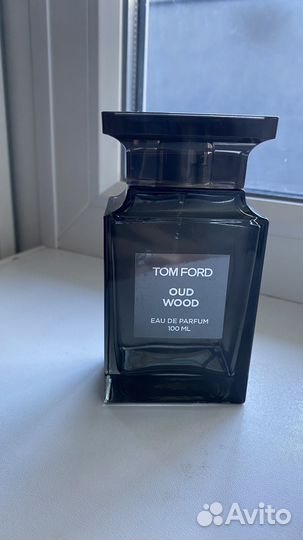 TOM FORD
OUD
WOOD
EAU DE PARFUM
100 ML
Avito